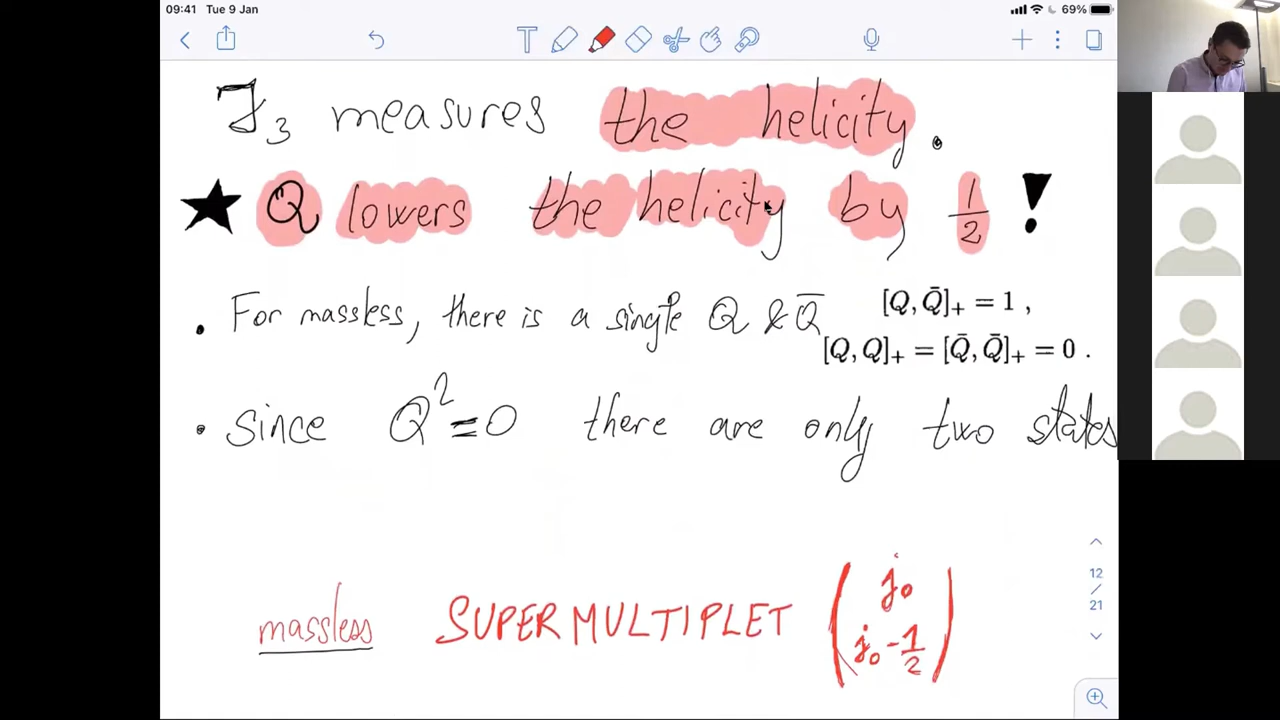 09:41 Tue 9 Jan 69%
J₃ measures the helicity.
★ Q lowers the helicity by 1/2 !
• For massless, there is a single Q & Q̄ [Q, Q̄]₊ = 1 ,
[Q, Q]₊ = [Q̄, Q̄]₊ = 0 .
• since Q² = 0 there are only two states
12
/
21
massless SUPERMULTIPLET ( j₀
j₀ - 1/2 )